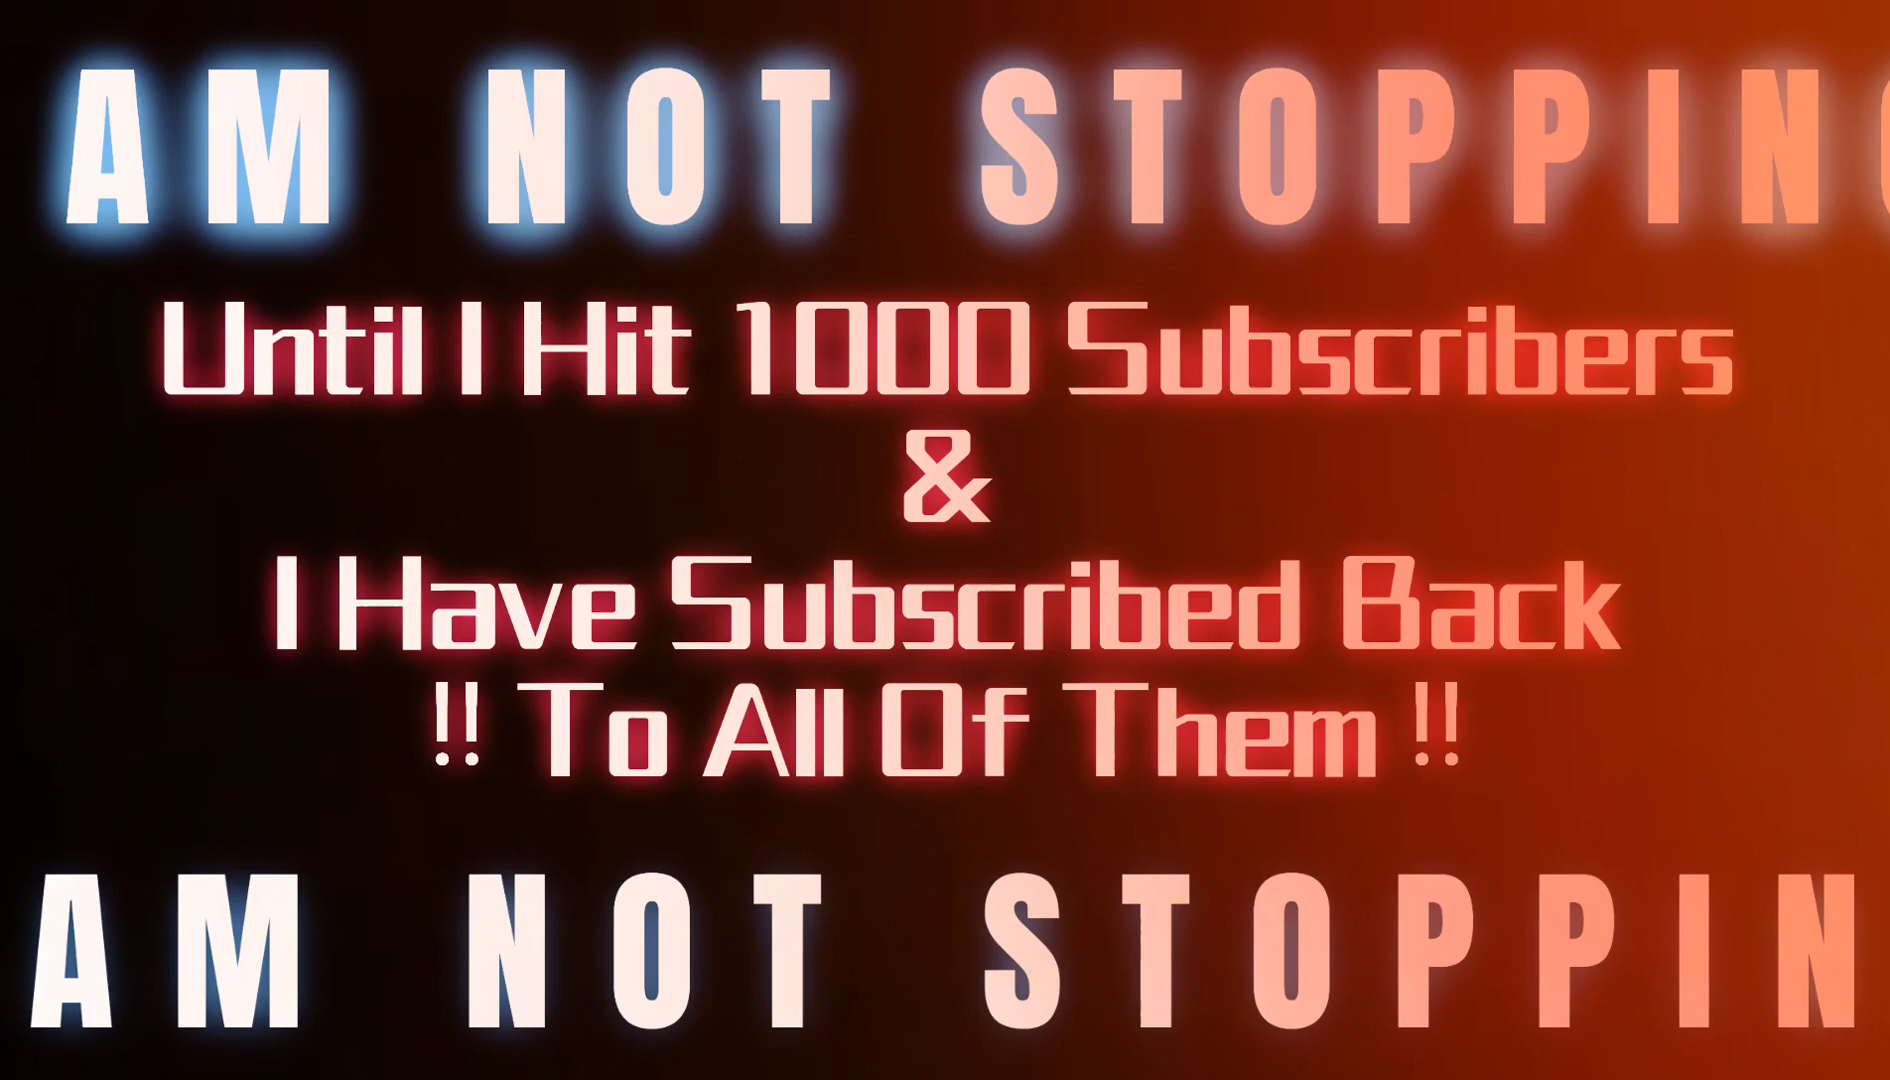 AM NOT STOPPIN
Until I Hit 1000 Subscribers
&
I Have Subscribed Back
!! To All Of Them !!
AM NOT STOPPIN